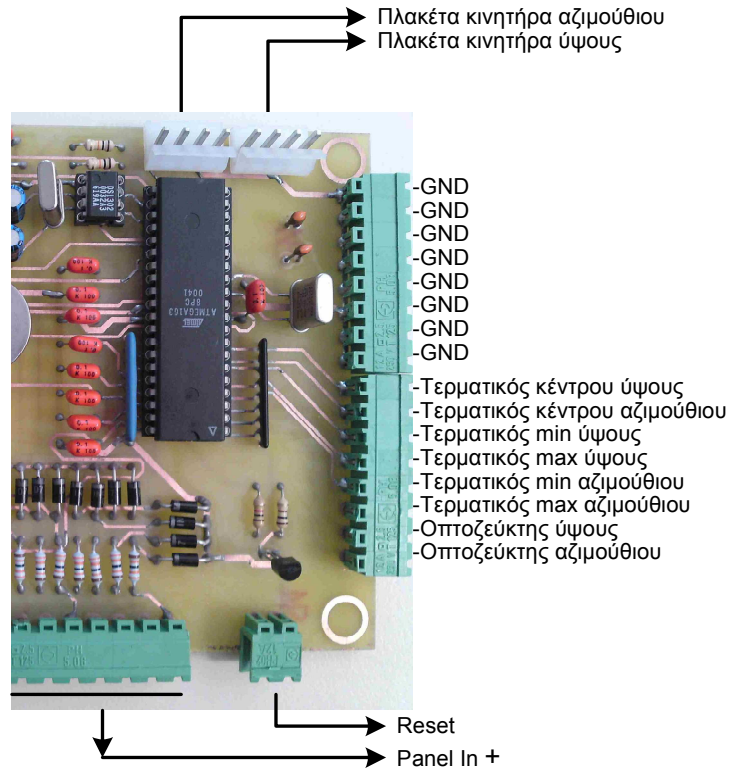 Πλακέτα κινητήρα αζιμούθιου
Πλακέτα κινητήρα ύψους
-GND
-GND
-GND
-GND
-GND
-GND
-GND
-GND
-Τερματικός κέντρου ύψους
-Τερματικός κέντρου αζιμούθιου
-Τερματικός min ύψους
-Τερματικός max ύψους
-Τερματικός min αζιμούθιου
-Τερματικός max αζιμούθιου
-Οπτοζεύκτης ύψους
-Οπτοζεύκτης αζιμούθιου
ATMEGA103
0041
Reset
Panel In +